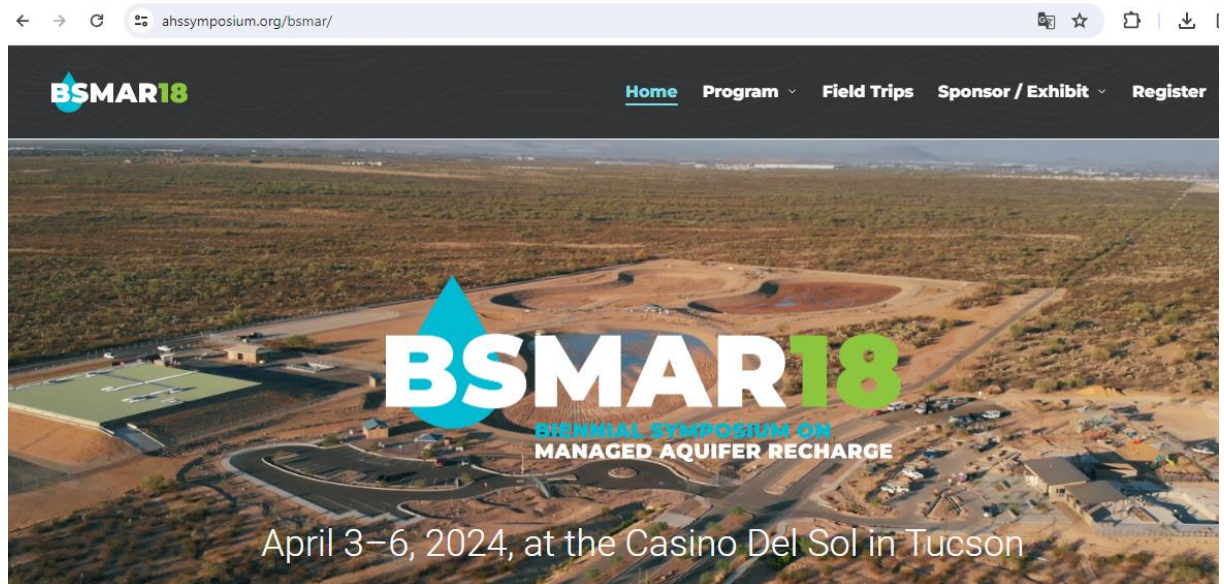 ahssymposium.org/bsmar/
BSMAR18
Home Program Field Trips Sponsor / Exhibit Register
BSMAR18
BIENNIAL SYMPOSIUM ON
MANAGED AQUIFER RECHARGE
April 3–6, 2024, at the Casino Del Sol in Tucson